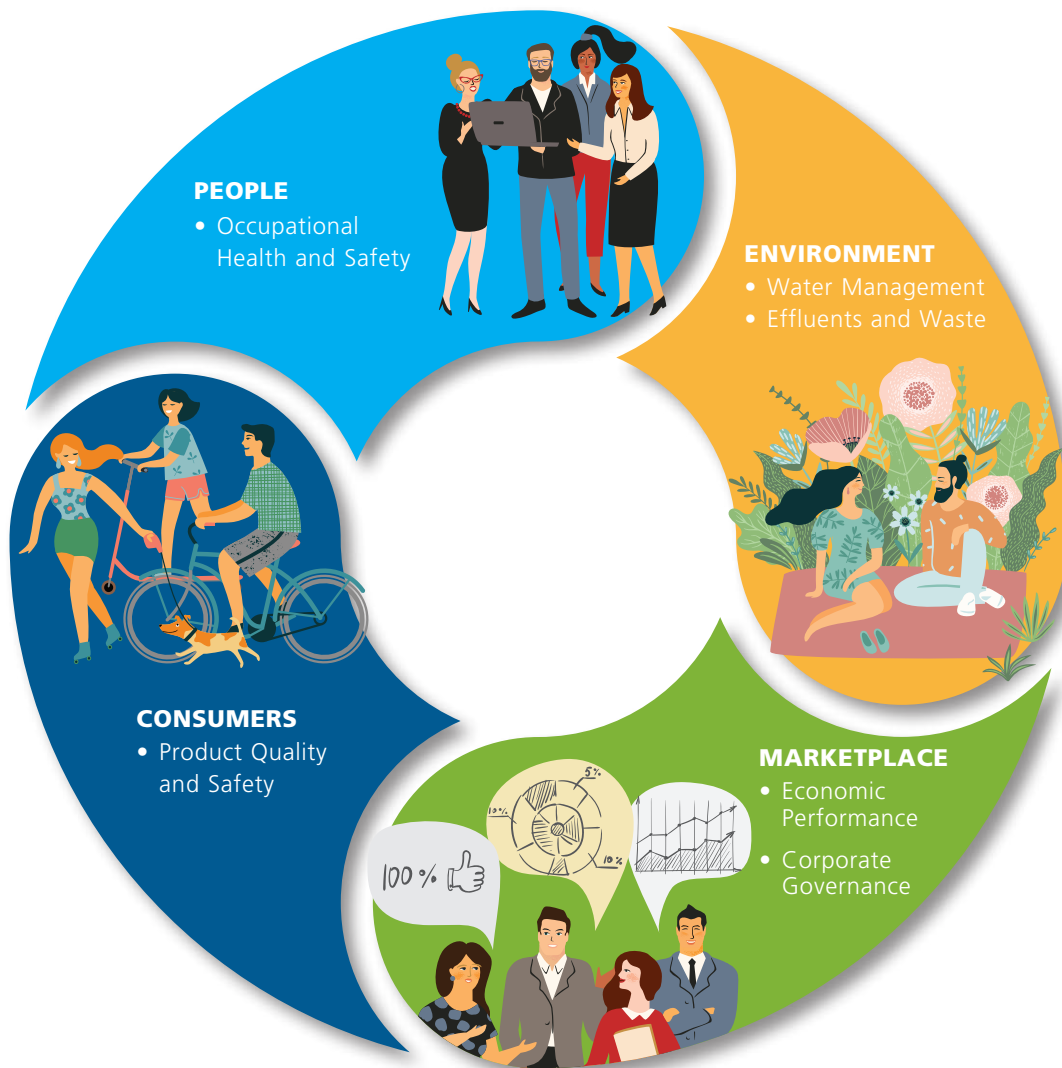 PEOPLE
• Occupational
Health and Safety
ENVIRONMENT
• Water Management
• Effluents and Waste
CONSUMERS
• Product Quality
and Safety
MARKETPLACE
• Economic
Performance
• Corporate
Governance
5%
10%
10%
100%